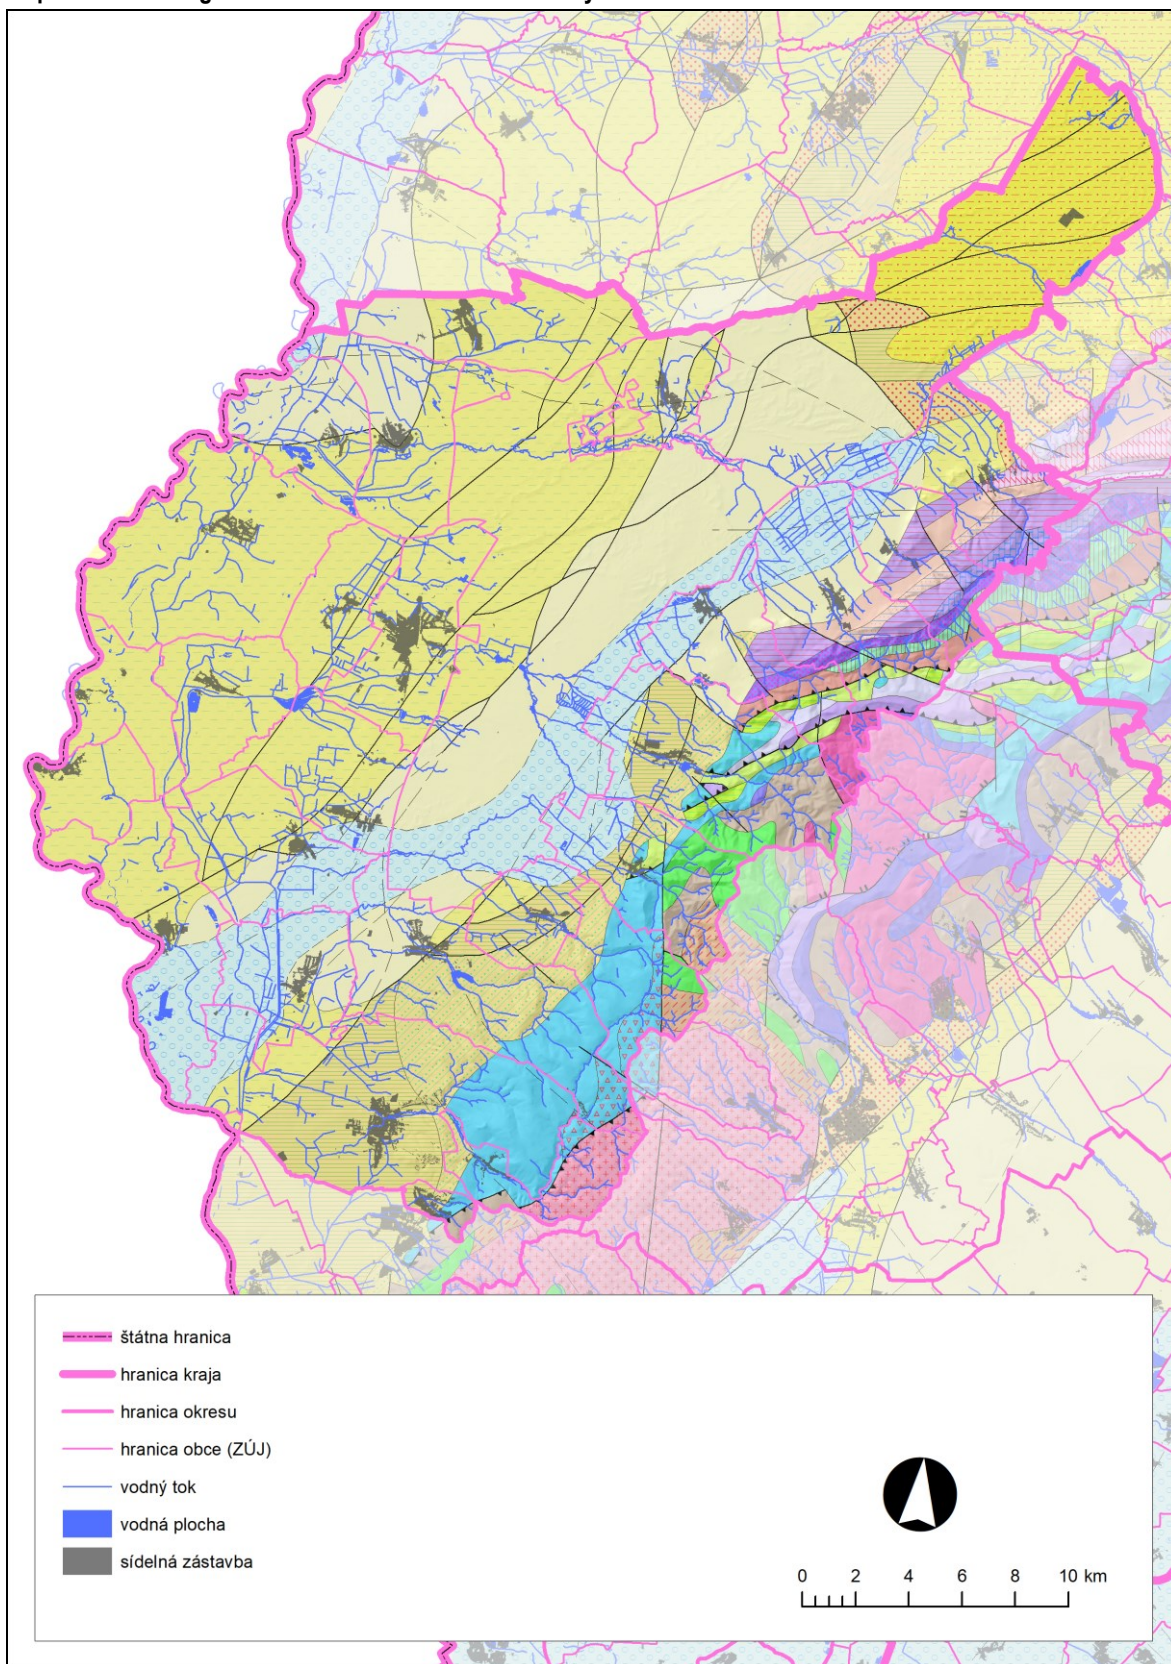 štátna hranica
hranica kraja
hranica okresu
hranica obce (ZÚJ)
vodný tok
vodná plocha
sídelná zástavba
0 2 4 6 8 10 km